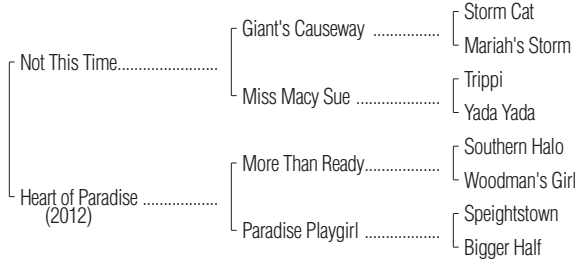 Storm Cat
Giant's Causeway ..................
Mariah's Storm
Not This Time........................
Trippi
Miss Macy Sue ..................
Yada Yada
Southern Halo
More Than Ready................
Woodman's Girl
Heart of Paradise ..................
(2012)
Speightstown
Paradise Playgirl ..................
Bigger Half